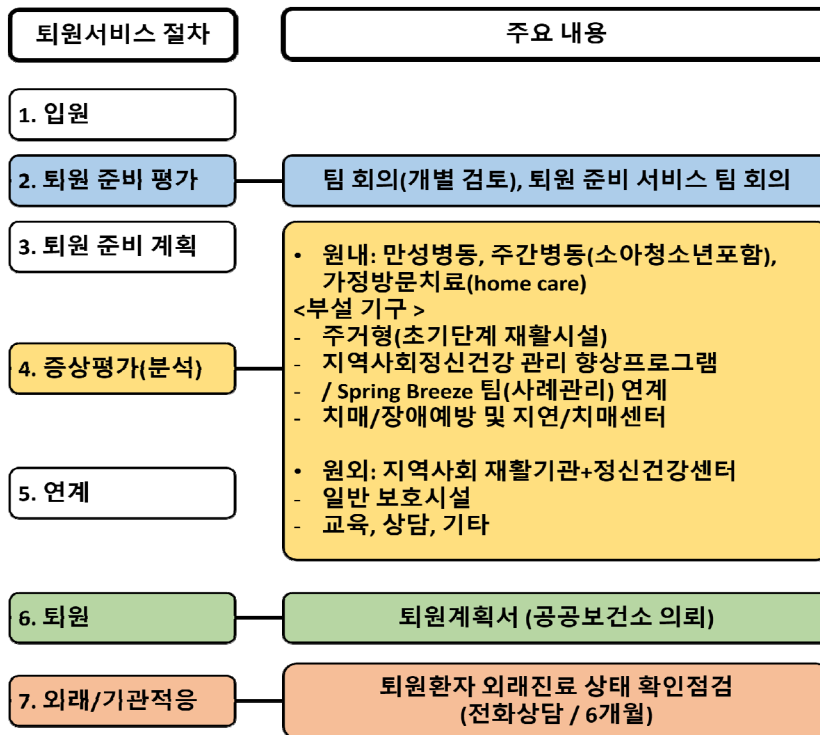 퇴원서비스 절차
주요 내용
1. 입원
2. 퇴원 준비 평가
팀 회의(개별 검토), 퇴원 준비 서비스 팀 회의
3. 퇴원 준비 계획
4. 증상평가(분석)
5. 연계
• 원내: 만성병동, 주간병동(소아청소년포함),
가정방문치료(home care)
<부설 기구 >
- 주거형(초기단계 재활시설)
- 지역사회정신건강 관리 향상프로그램
- / Spring Breeze 팀(사례관리) 연계
- 치매/장애예방 및 지연/치매센터
• 원외: 지역사회 재활기관+정신건강센터
- 일반 보호시설
- 교육, 상담, 기타
6. 퇴원
퇴원계획서 (공공보건소 의뢰)
7. 외래/기관적응
퇴원환자 외래진료 상태 확인점검
(전화상담 / 6개월)